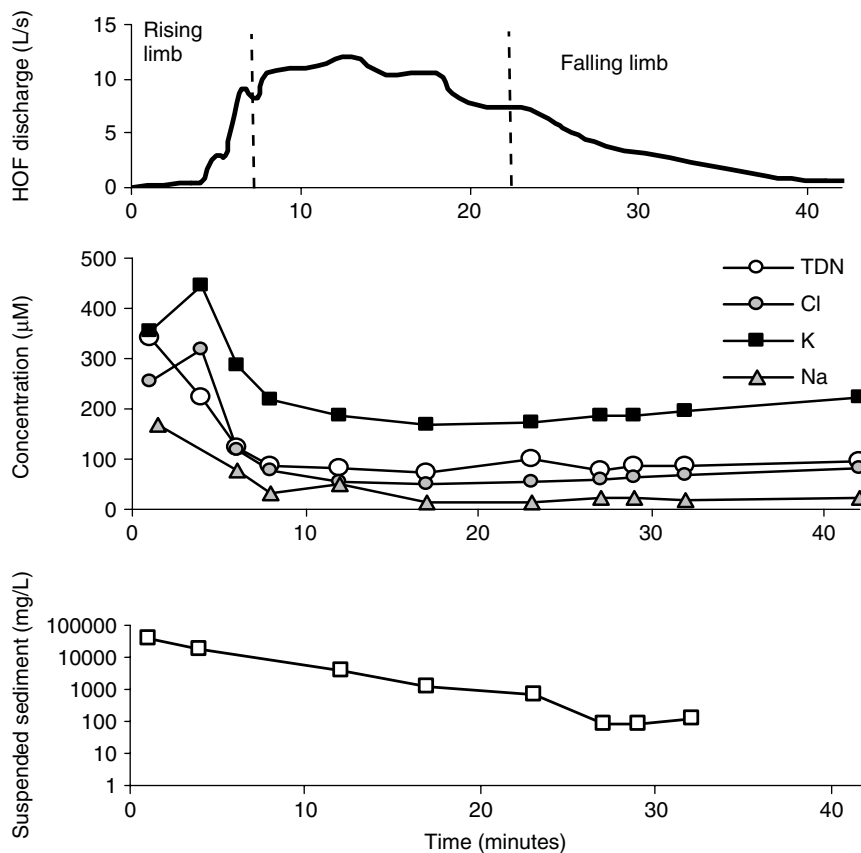 HOF discharge (L/s)
15
10
5
0
Rising
limb
Falling limb
0 10 20 30 40
Concentration (μM)
500
400
300
200
100
0
TDN
Cl
K
Na
0 10 20 30 40
Suspended sediment (mg/L)
100000
10000
1000
100
10
1
0 10 20 30 40
Time (minutes)